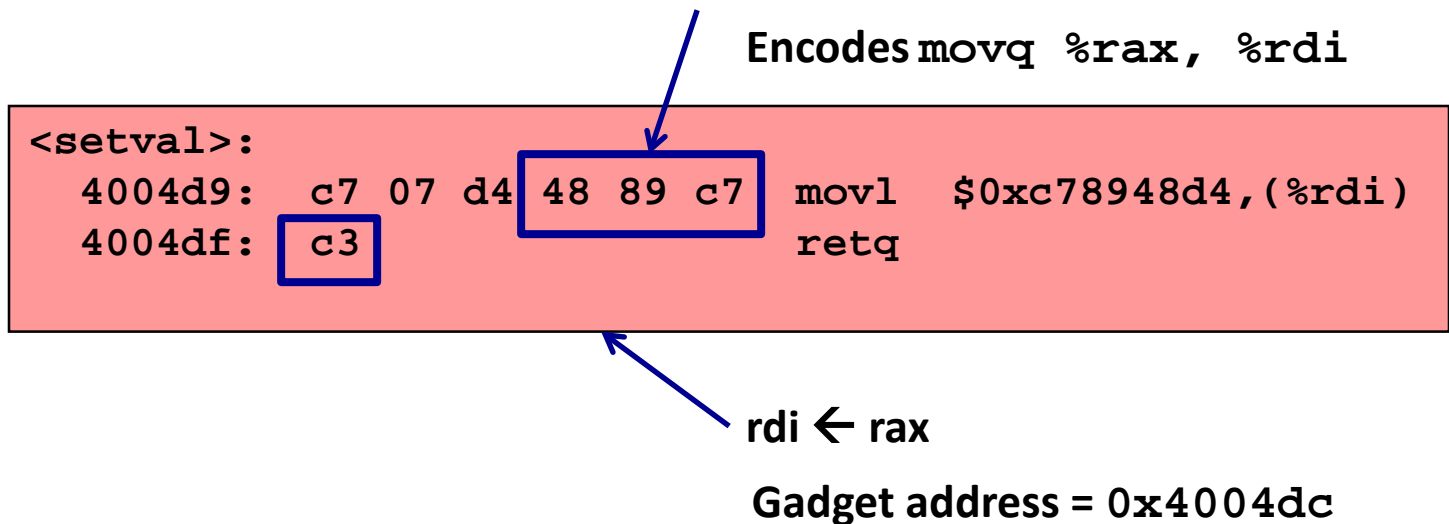 Encodes movq %rax, %rdi
<setval>:
4004d9: c7 07 d4 48 89 c7 movl $0xc78948d4,(%rdi)
4004df: c3 retq
rdi ← rax
Gadget address = 0x4004dc